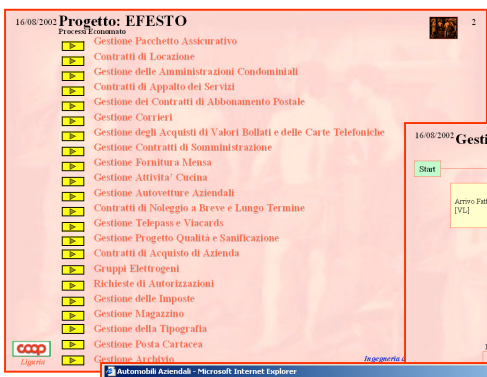 16/08/2002 Progetto: EFESTO 2
Processi Economato
Gestione Pacchetto Assicurativo
Contratti di Locazione
Gestione delle Amministrazioni Condominiali
Contratti di Appalto dei Servizi
Gestione dei Contratti di Abbonamento Postale
Gestione Corrieri
Gestione degli Acquisti di Valori Bollati e delle Carte Telefoniche
Gestione Contratti di Somministrazione
Gestione Fornitura Mensa
Gestione Attivita' Cucina
Gestione Autovetture Aziendali
Contratti di Noleggio a Breve e Lungo Termine
Gestione Telepass e Viacards
Gestione Progetto Qualità e Sanificazione
Contratti di Acquisto di Azienda
Gruppi Elettrogeni
Richieste di Autorizzazioni
Gestione delle Imposte
Gestione Magazzino
Gestione della Tipografia
Gestione Posta Cartacea
Gestione Archivio
coop
Liguria
Ingegneria
16/08/2002 Gesti
Start
Arrivo Fatt
[VL]
Automobili Aziendali - Microsoft Internet Explorer